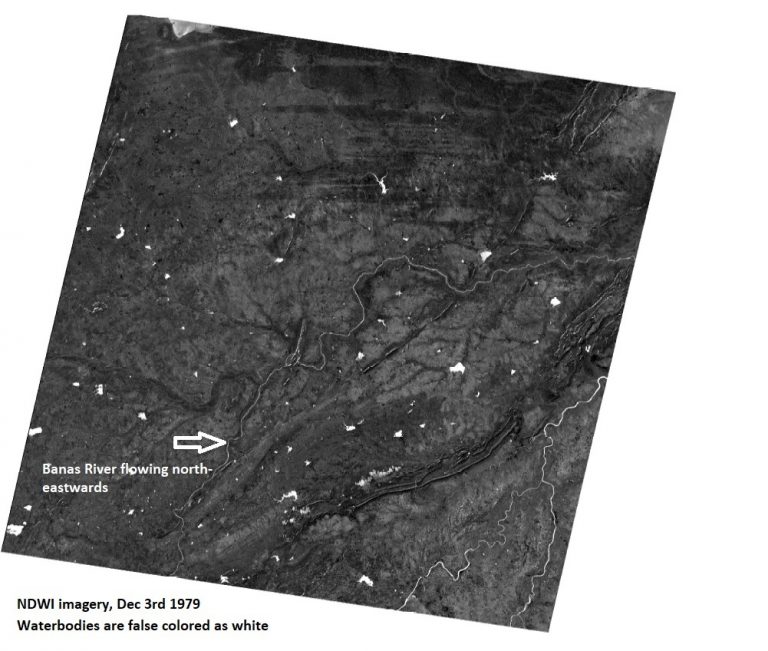 Banas River flowing north-
eastwards
NDWI imagery, Dec 3rd 1979
Waterbodies are false colored as white